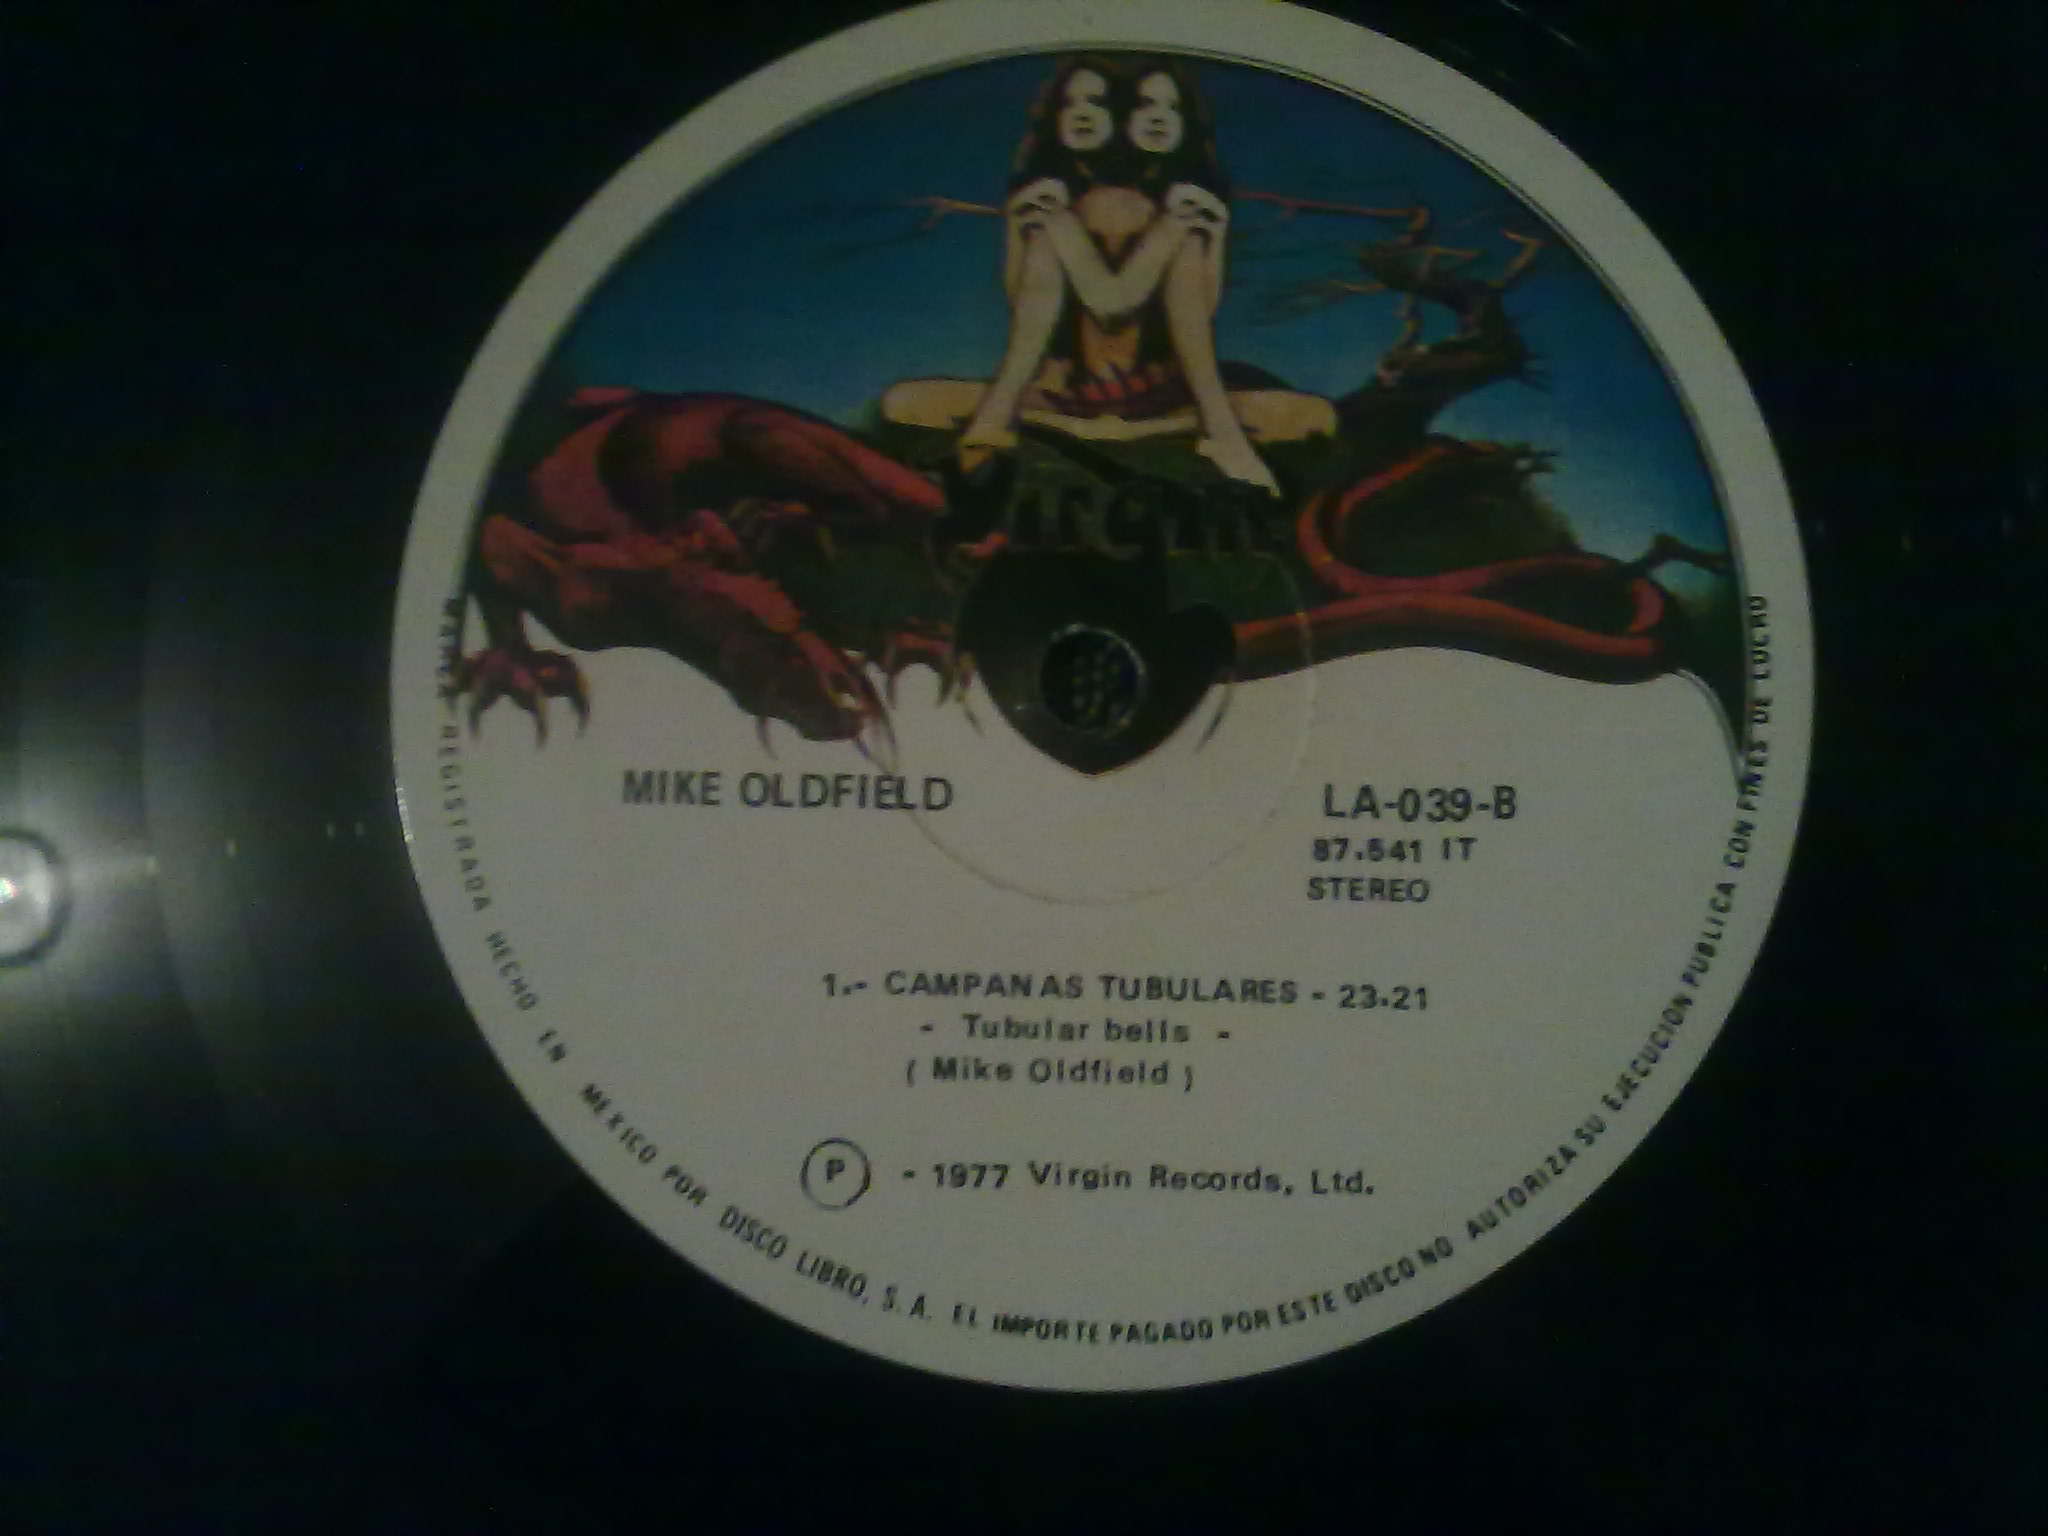 MIKE OLDFIELD
LA-039-B
87.541 IT
STEREO
1.- CAMPANAS TUBULARES - 23.21
- Tubular bells -
( Mike Oldfield )
P - 1977 Virgin Records, Ltd.
MARCA REGISTRADA HECHO EN MEXICO POR DISCO LIBRO, S. A. EL IMPORTE PAGADO POR ESTE DISCO NO AUTORIZA SU EJECUCION PUBLICA CON FINES DE LUCRO